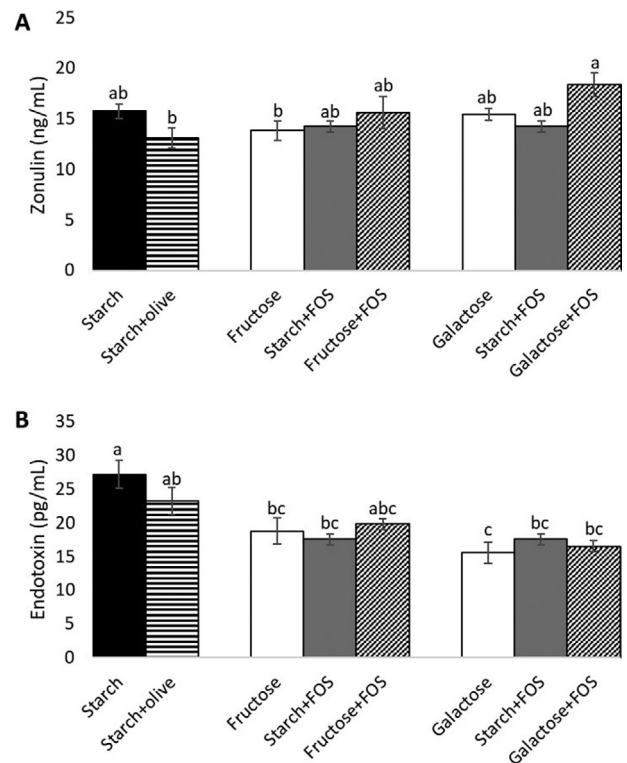 A
Zonulin (ng/mL)
25
20
15
10
5
0
ab
b
b
ab
ab
ab
ab
a
Starch
Starch+olive
Fructose
Starch+FOS
Fructose+FOS
Galactose
Starch+FOS
Galactose+FOS
B
Endotoxin (pg/mL)
35
30
25
20
15
10
5
0
a
ab
bc
bc
abc
c
bc
bc
Starch
Starch+olive
Fructose
Starch+FOS
Fructose+FOS
Galactose
Starch+FOS
Galactose+FOS